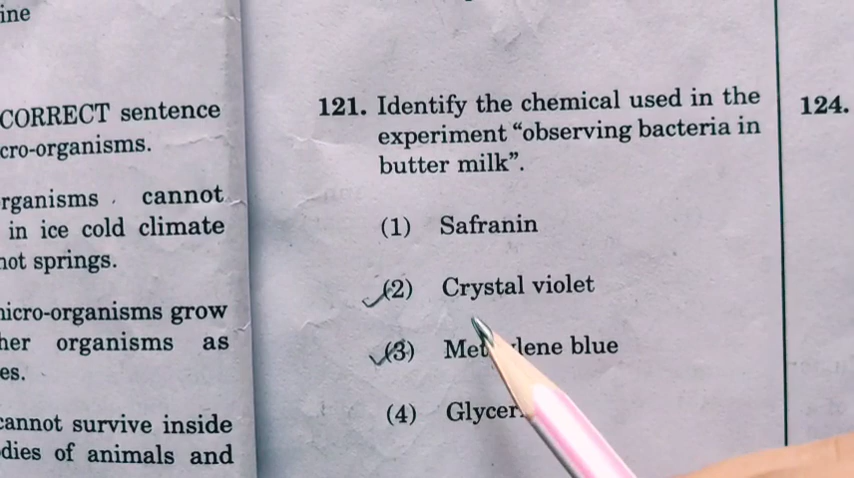 ine
CORRECT sentence
cro-organisms.
rganisms cannot
in ice cold climate
not springs.
nicro-organisms grow
her organisms as
es.
cannot survive inside
dies of animals and
121. Identify the chemical used in the
experiment “observing bacteria in
butter milk”.
(1) Safranin
(2) Crystal violet
(3) Met lene blue
(4) Glycer
124.